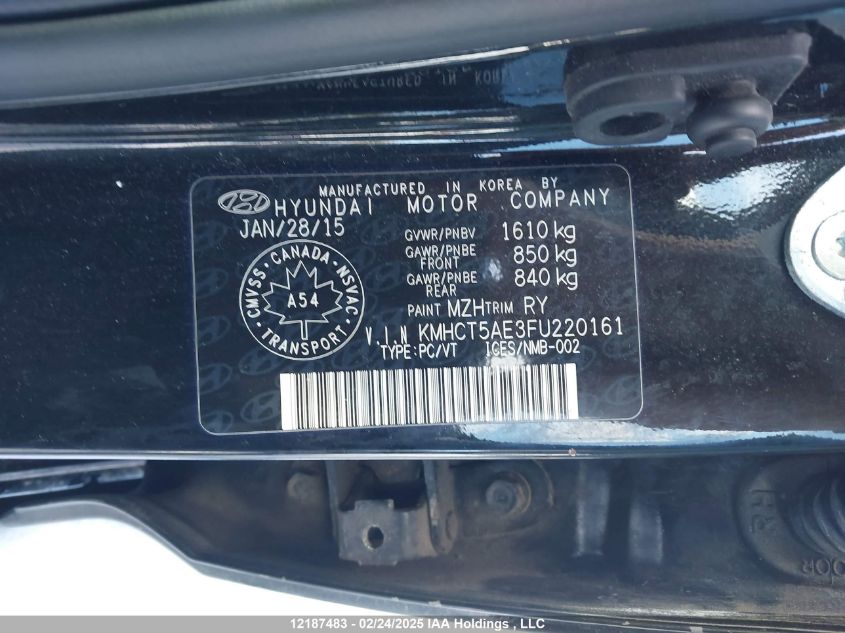 MANUFACTURED IN KOREA BY
HYUNDAI MOTOR COMPANY
JAN/28/15
GVWR/PNBV 1610 kg
GAWR/PNBE FRONT 850 kg
GAWR/PNBE REAR 840 kg
CANADA
CMVSS NSVAC
A54
TRANSPORT
PAINT MZH TRIM RY
V.I.N KMHCT5AE3FU220161
TYPE:PC/VT ICES/NMB-002
RH
12187483 - 02/24/2025 IAA Holdings , LLC